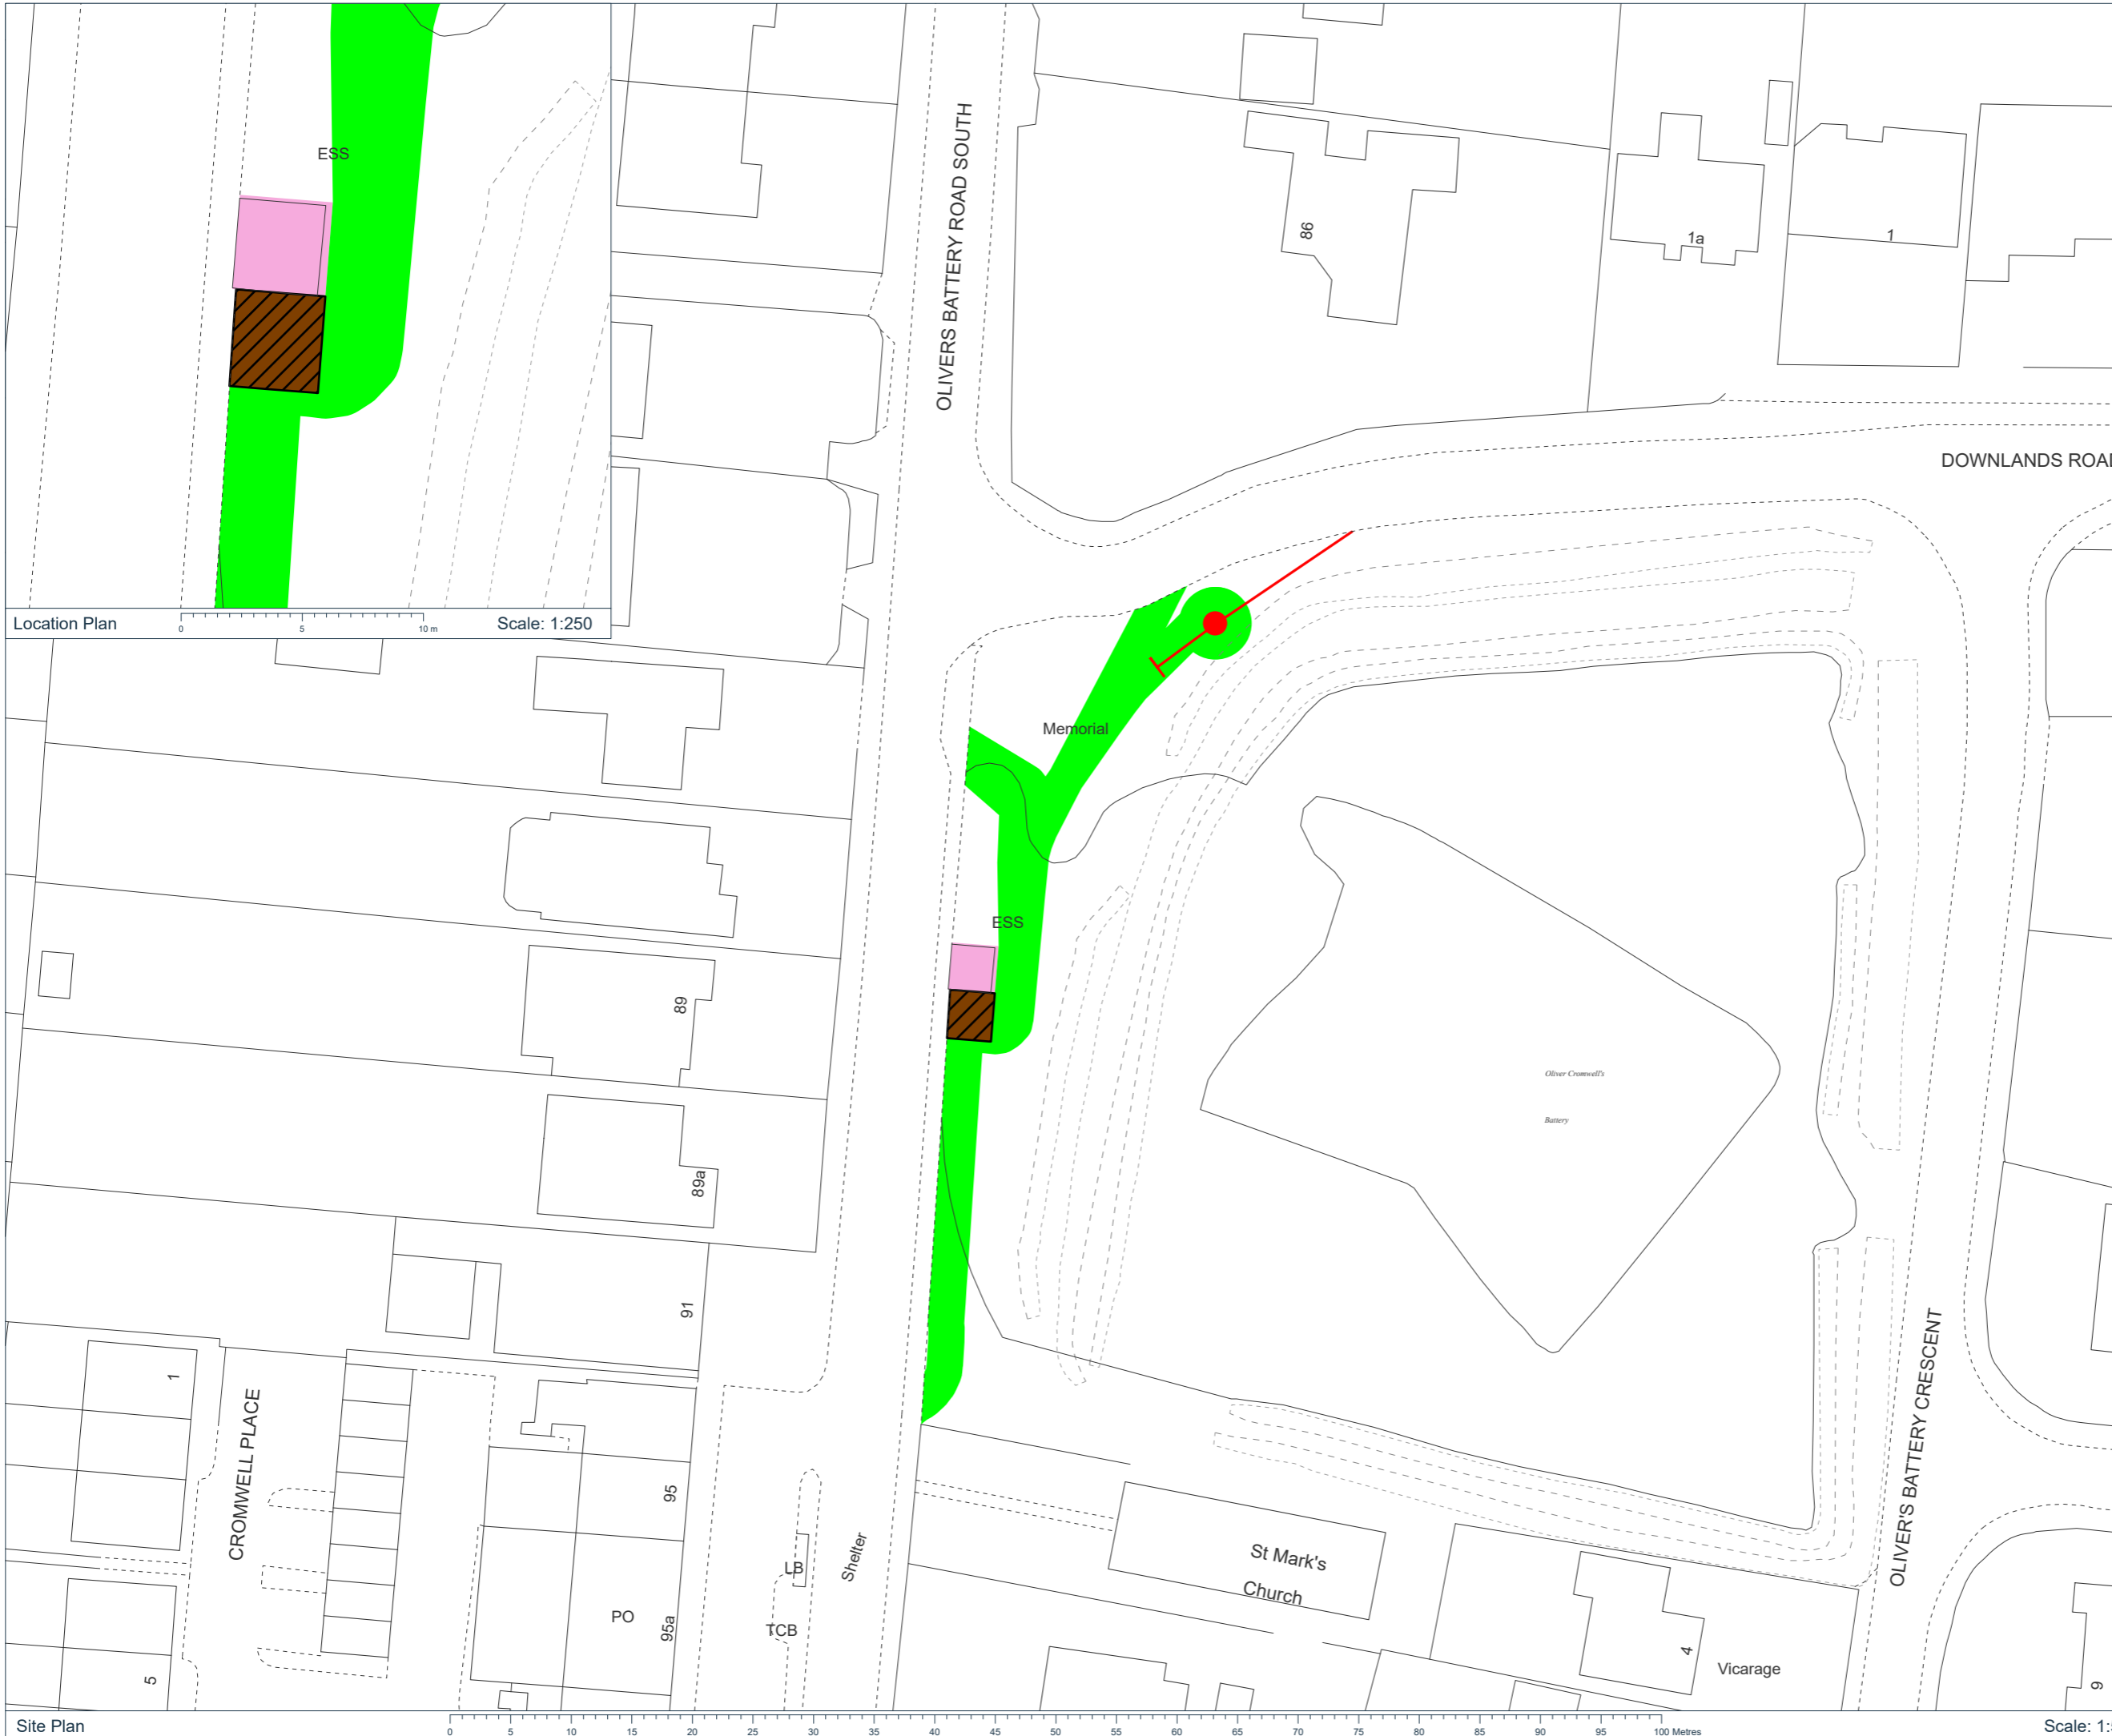 ESS
Location Plan
0
5
10 m
Scale: 1:250
OLIVERS BATTERY ROAD SOUTH
86
1a
1
DOWNLANDS ROAD
Memorial
ESS
89
89a
91
Oliver Cromwell's
Battery
1
CROMWELL PLACE
5
95
95a
PO
LB
TCB
Shelter
St Mark's
Church
4
Vicarage
OLIVER'S BATTERY CRESCENT
9
Site Plan
0 5 10 15 20 25 30 35 40 45 50 55 60 65 70 75 80 85 90 95 100 Metres
Scale: 1: